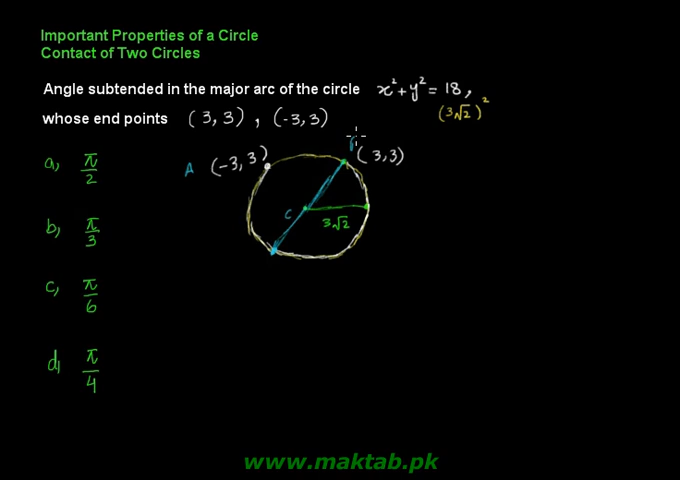 Important Properties of a Circle
Contact of Two Circles
Angle subtended in the major arc of the circle x² + y² = 18,
whose end points (3, 3) , (-3, 3) (3√2)²
a, π/2
A (-3, 3) (3, 3)
b, π/3
C 3√2
c, π/6
d, π/4
www.maktab.pk